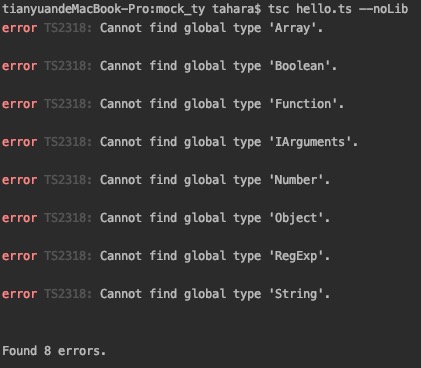 tianyuandeMacBook-Pro:mock_ty tahara$ tsc hello.ts --noLib
error TS2318: Cannot find global type 'Array'.
error TS2318: Cannot find global type 'Boolean'.
error TS2318: Cannot find global type 'Function'.
error TS2318: Cannot find global type 'IArguments'.
error TS2318: Cannot find global type 'Number'.
error TS2318: Cannot find global type 'Object'.
error TS2318: Cannot find global type 'RegExp'.
error TS2318: Cannot find global type 'String'.
Found 8 errors.